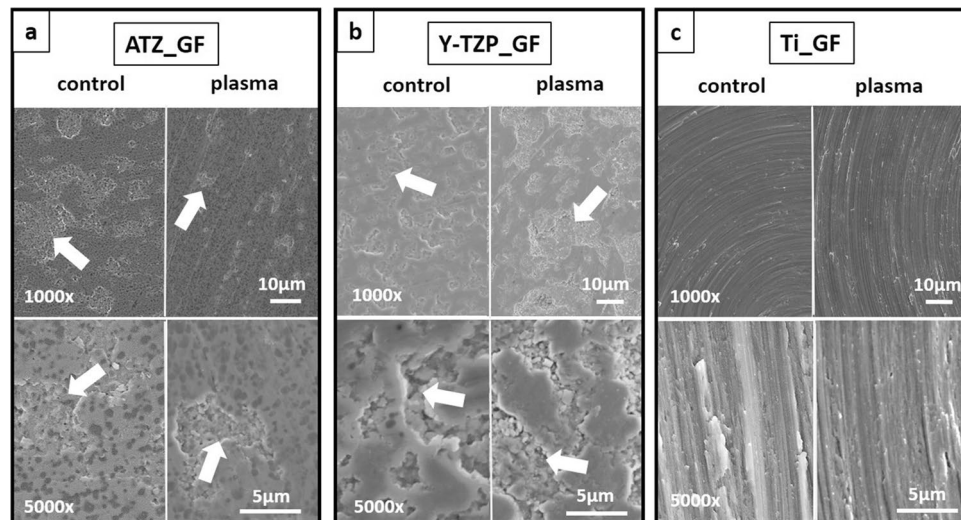 a
ATZ_GF
control plasma
1000x
10μm
5000x
5μm
b
Y-TZP_GF
control plasma
1000x
10μm
5000x
5μm
c
Ti_GF
control plasma
1000x
10μm
5000x
5μm